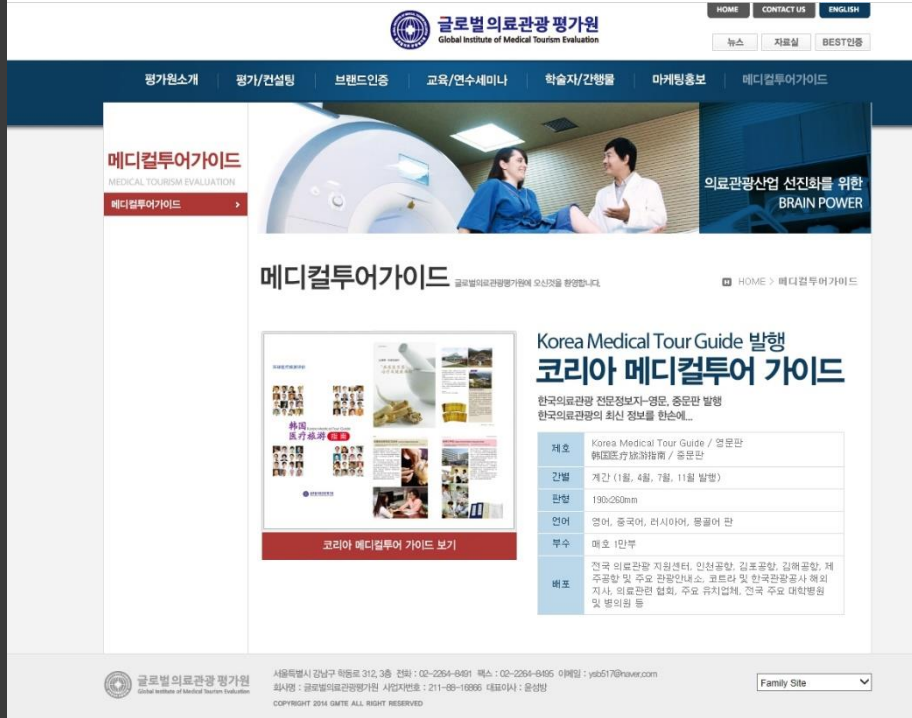 HOME CONTACT US ENGLISH
글로벌의료관광 평가원
Global Institute of Medical Tourism Evaluation
뉴스 자료실 BEST인증
평가원소개 평가/컨설팅 브랜드인증 교육/연수세미나 학술자/간행물 마케팅홍보 메디컬투어가이드
메디컬투어가이드
MEDICAL TOURISM EVALUATION
메디컬투어가이드 >
의료관광산업 선진화를 위한
BRAIN POWER
메디컬투어가이드 글로벌의료관광평가원에 오신것을 환영합니다.
HOME > 메디컬투어가이드
韩国
医疗旅游 指南
코리아 메디컬투어 가이드 보기
Korea Medical Tour Guide 발행
코리아 메디컬투어 가이드
한국의료관광 전문정보지-영문, 중문판 발행
한국의료관광의 최신 정보를 한손에...
제호 Korea Medical Tour Guide / 영문판
韩国医疗旅游指南 / 중문판
간별 계간 (1월, 4월, 7월, 11월 발행)
판형 190x260mm
언어 영어, 중국어, 러시아어, 몽골어 판
부수 매호 1만부
배포 전국 의료관광 지원센터, 인천공항, 김포공항, 김해공항, 제
주공항 및 주요 관광안내소, 코트라 및 한국관광공사 해외
지사, 의료관련 협회, 주요 유치업체, 전국 주요 대학병원
및 병의원 등
글로벌의료관광 평가원
Global Institute of Medical Tourism Evaluation
서울특별시 강남구 학동로 312, 3층 전화 : 02-2264-8491 팩스 : 02-2264-8495 이메일 : ysb517@naver.com
회사명 : 글로벌의료관광평가원 사업자번호 : 211-88-16866 대표이사 : 윤성방
COPYRIGHT 2014 GMTE ALL RIGHT RESERVED
Family Site